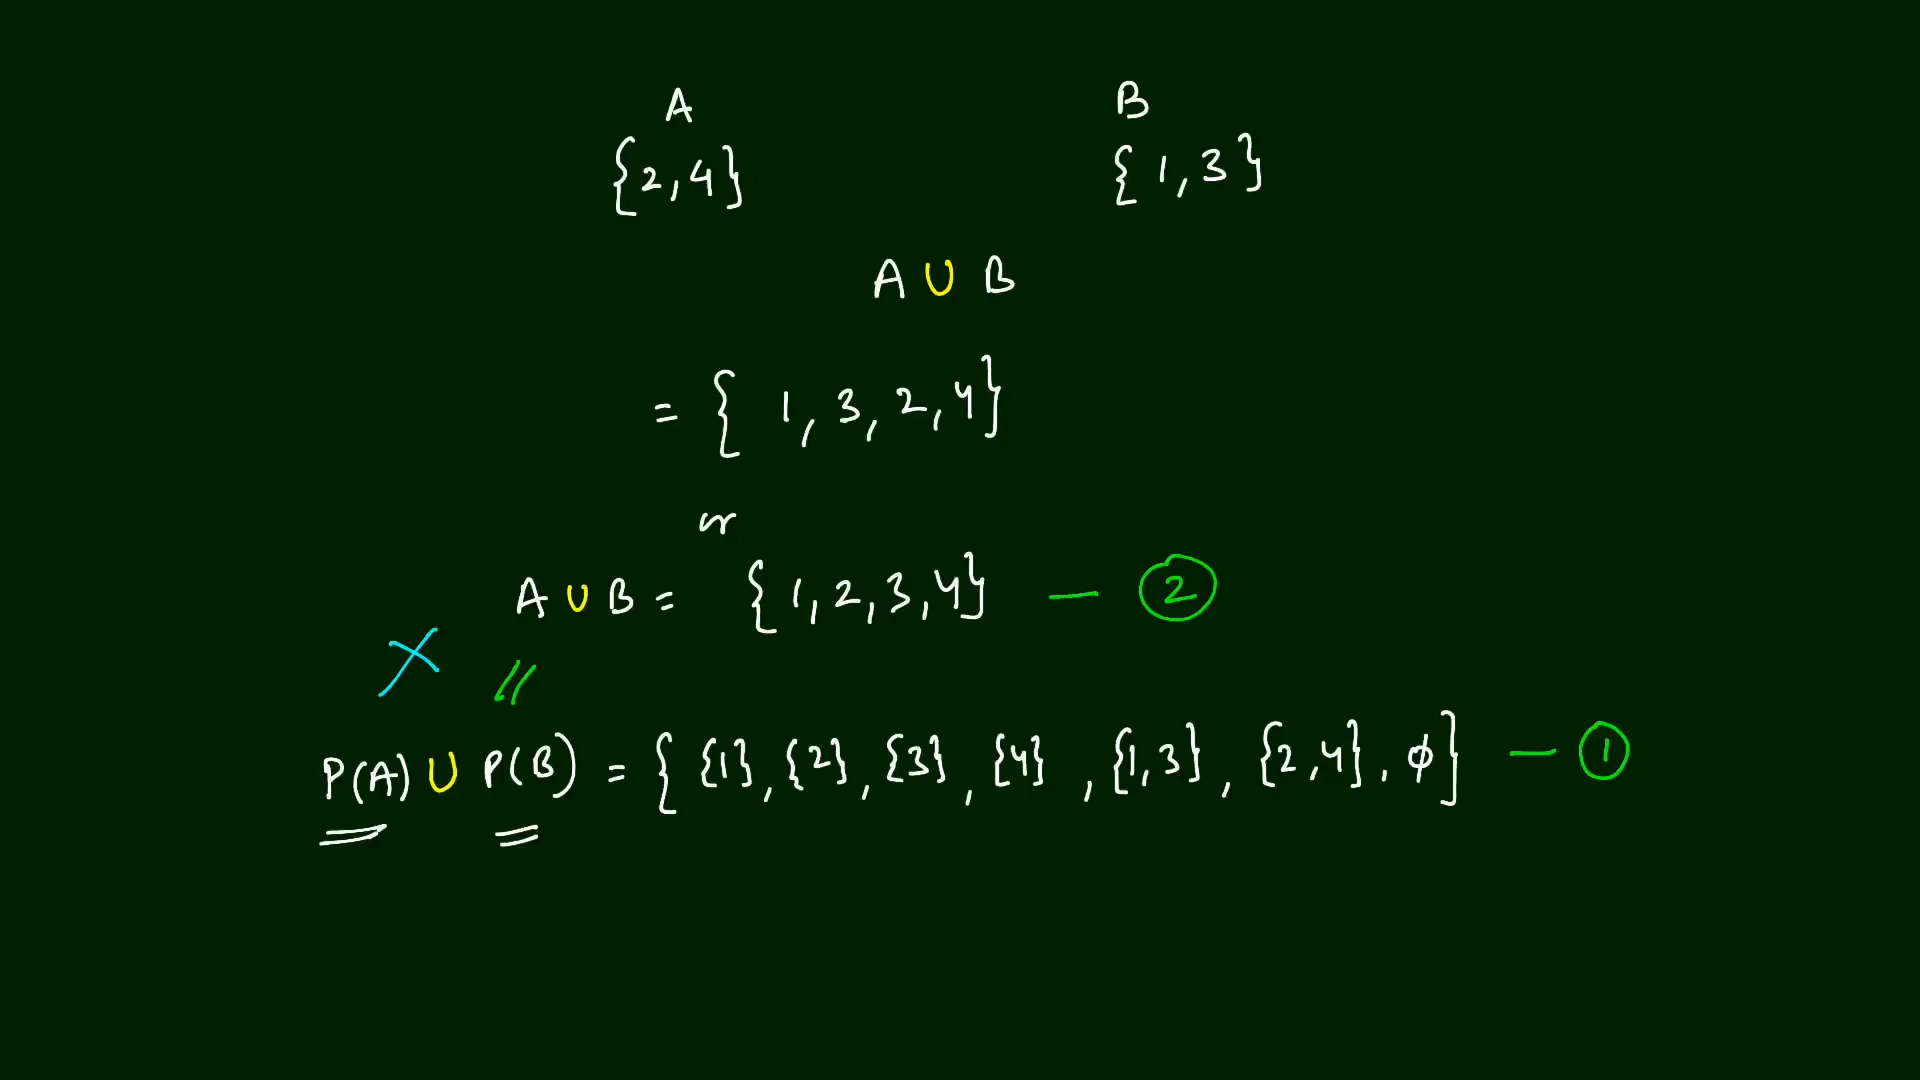 A B
{2,4} { 1,3 }
A ∪ B
= { 1, 3, 2, 4}
or
A ∪ B = {1,2,3,4} — 2
P(A) ∪ P(B) = { {1}, {2}, {3}, {4}, {1,3}, {2,4}, ϕ} — 1